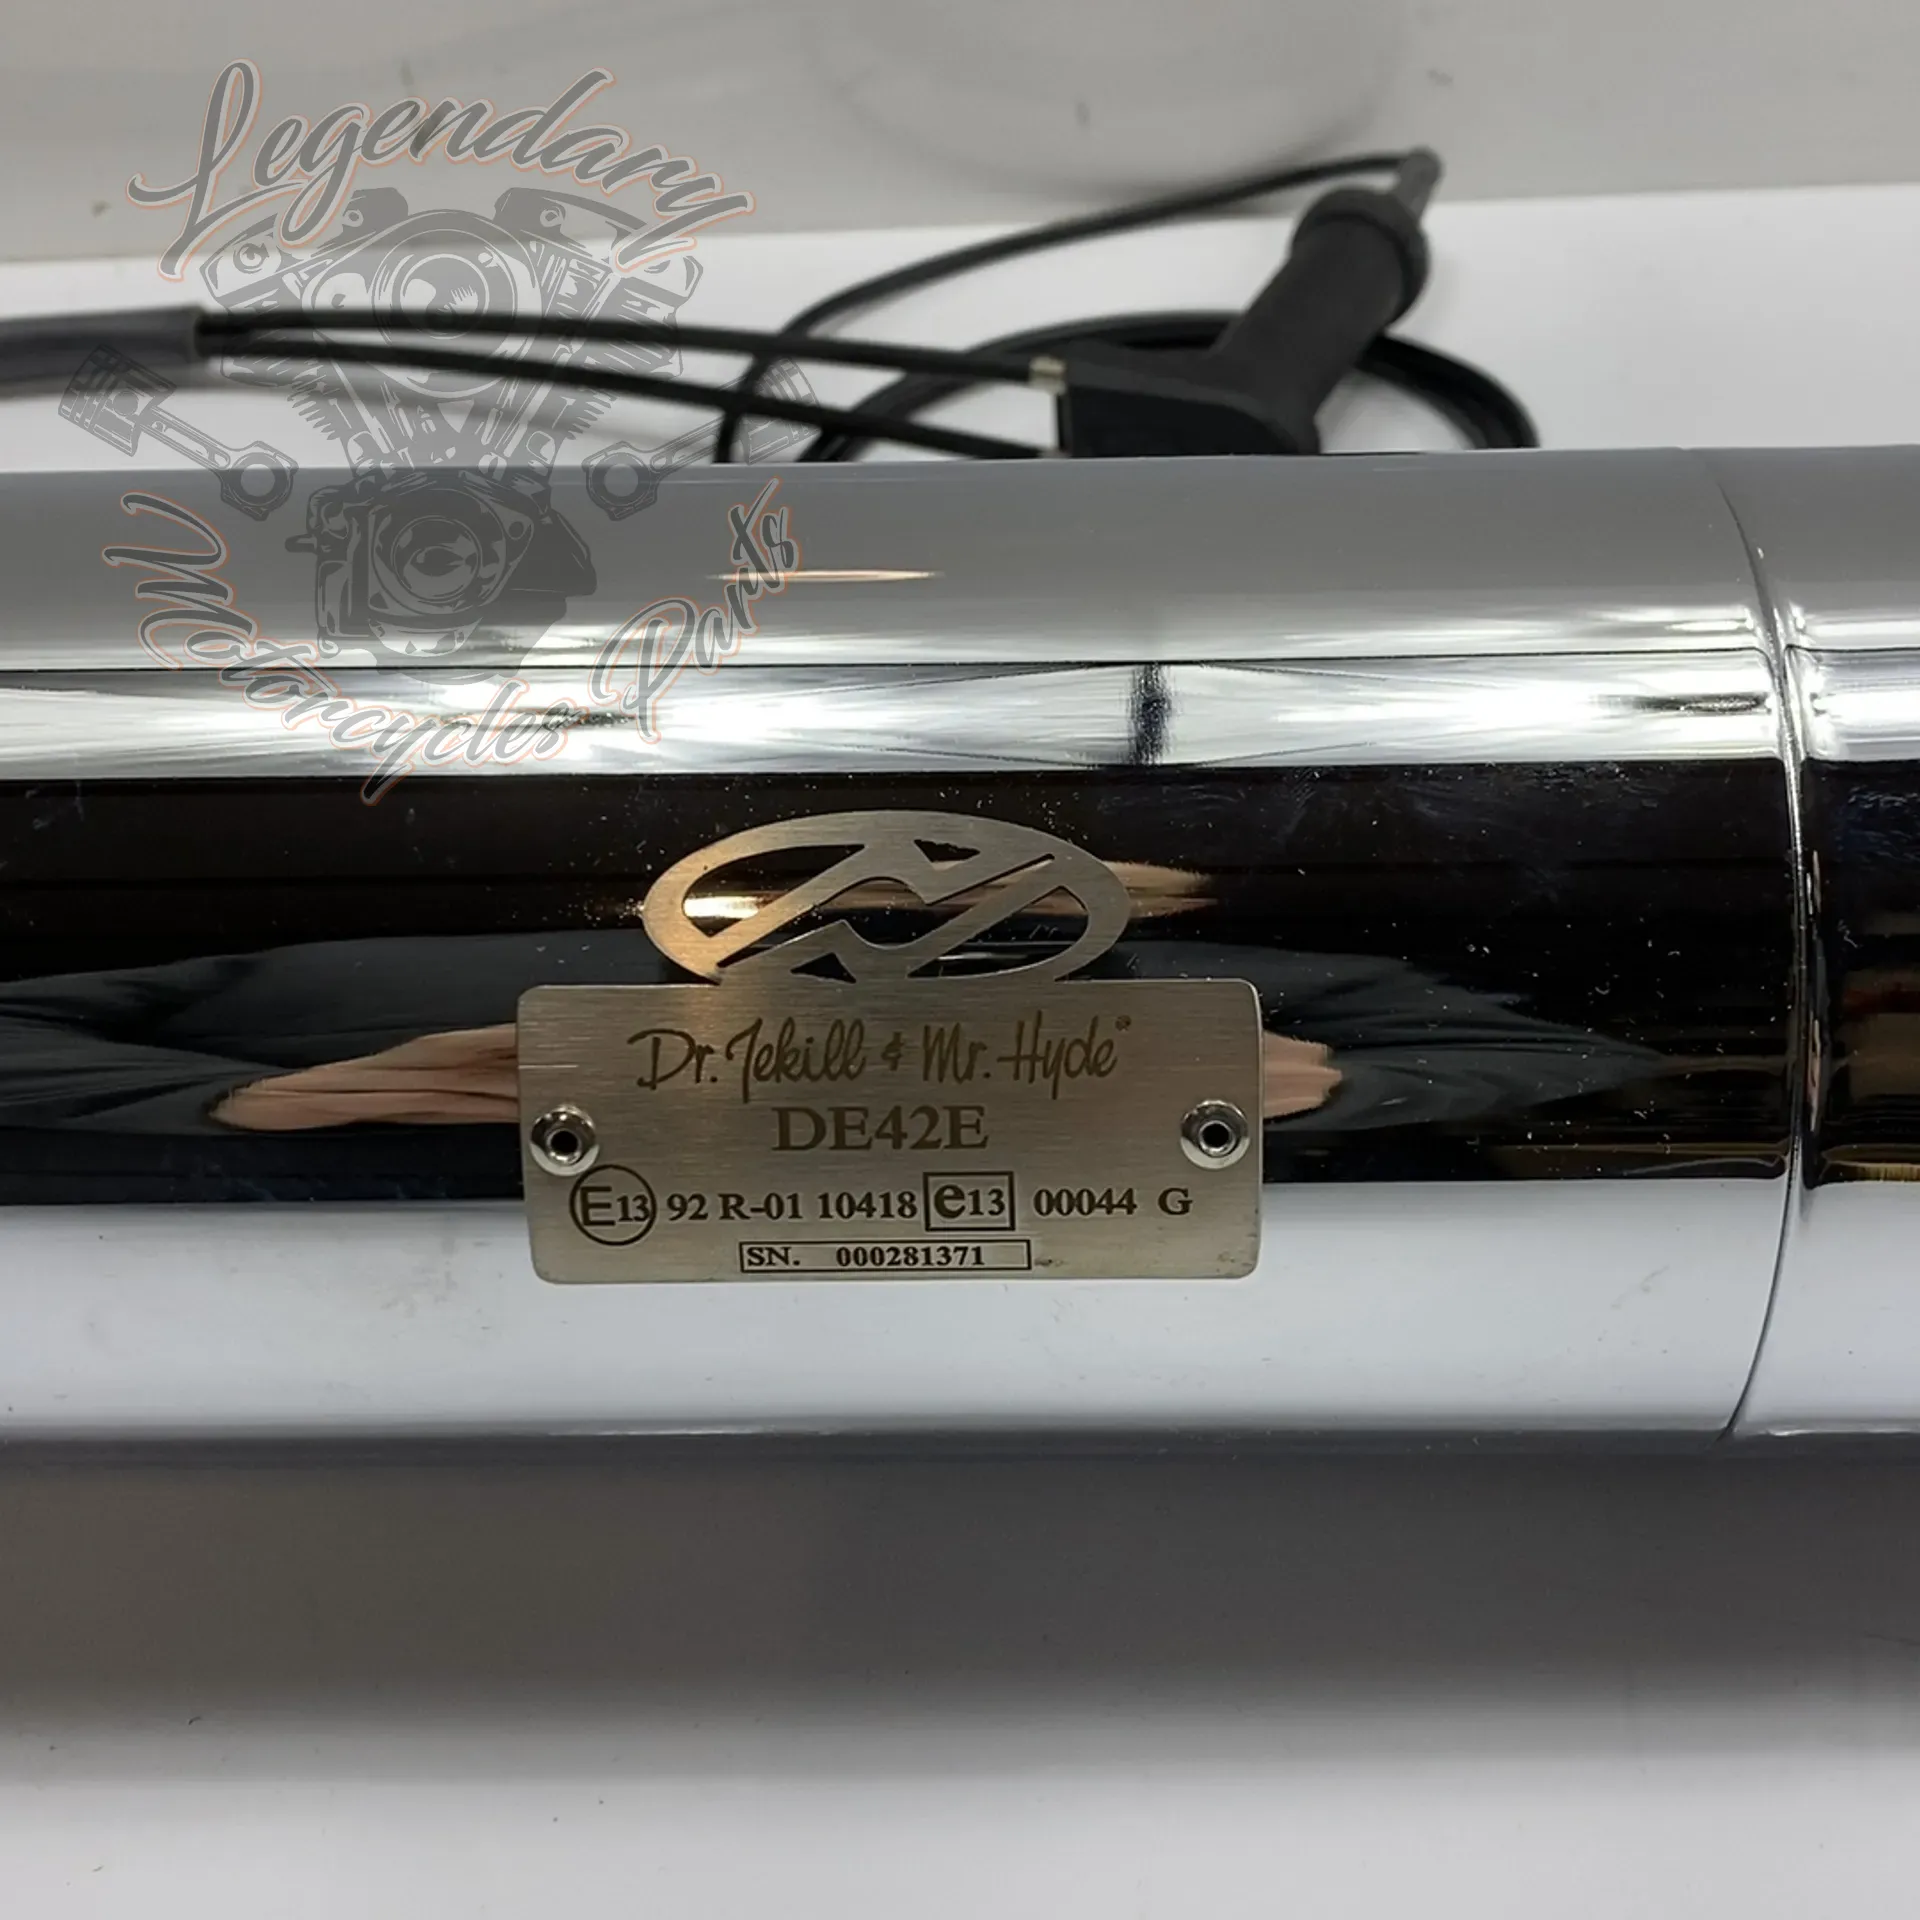 Legendary
Motorcycles Parts
Dr. Jekill & Mr. Hyde®
DE42E
E13 92 R-01 10418 e13 00044 G
SN. 000281371